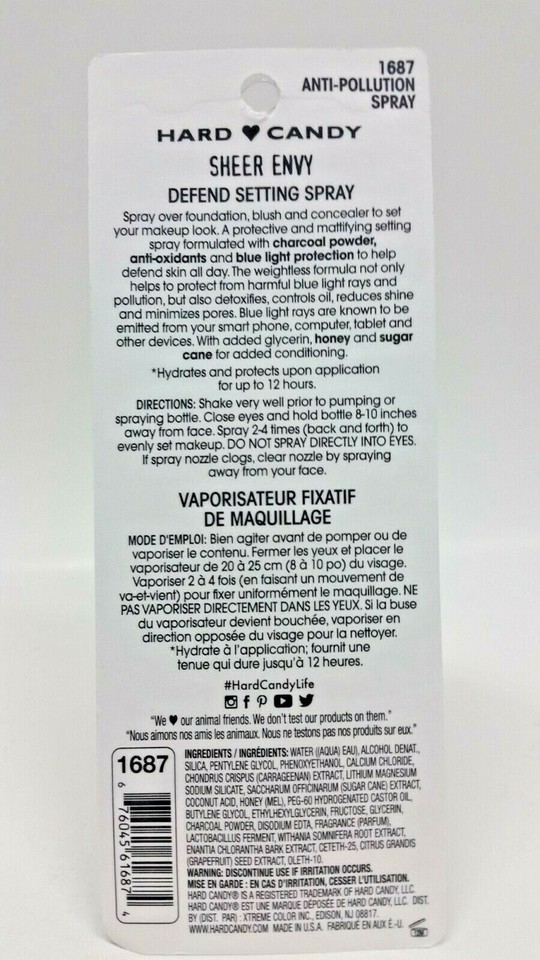 1687
ANTI-POLLUTION
SPRAY
HARD ♥ CANDY
SHEER ENVY
DEFEND SETTING SPRAY
Spray over foundation, blush and concealer to set
your makeup look. A protective and mattifying setting
spray formulated with charcoal powder,
anti-oxidants and blue light protection to help
defend skin all day. The weightless formula not only
helps to protect from harmful blue light rays and
pollution, but also detoxifies, controls oil, reduces shine
and minimizes pores. Blue light rays are known to be
emitted from your smart phone, computer, tablet and
other devices. With added glycerin, honey and sugar
cane for added conditioning.
*Hydrates and protects upon application
for up to 12 hours.
DIRECTIONS: Shake very well prior to pumping or
spraying bottle. Close eyes and hold bottle 8-10 inches
away from face. Spray 2-4 times (back and forth) to
evenly set makeup. DO NOT SPRAY DIRECTLY INTO EYES.
If spray nozzle clogs, clear nozzle by spraying
away from your face.
VAPORISATEUR FIXATIF
DE MAQUILLAGE
MODE D'EMPLOI: Bien agiter avant de pomper ou de
vaporiser le contenu. Fermer les yeux et placer le
vaporisateur de 20 à 25 cm (8 à 10 po) du visage.
Vaporiser 2 à 4 fois (en faisant un mouvement de
va-et-vient) pour fixer uniformément le maquillage. NE
PAS VAPORISER DIRECTEMENT DANS LES YEUX. Si la buse
du vaporisateur devient bouchée, vaporiser en
direction opposée du visage pour la nettoyer.
*Hydrate à l'application; fournit une
tenue qui dure jusqu'à 12 heures.
#HardCandyLife
"We ♥ our animal friends. We don't test our products on them."
"Nous aimons nos amis les animaux. Nous ne testons pas nos produits sur eux."
1687
6 76045 61687 4
INGREDIENTS / INGRÉDIENTS: WATER ((AQUA) EAU), ALCOHOL DENAT.,
SILICA, PENTYLENE GLYCOL, PHENOXYETHANOL, CALCIUM CHLORIDE,
CHONDRUS CRISPUS (CARRAGEENAN) EXTRACT, LITHIUM MAGNESIUM
SODIUM SILICATE, SACCHARUM OFFICINARUM (SUGAR CANE) EXTRACT,
COCONUT ACID, HONEY (MEL), PEG-60 HYDROGENATED CASTOR OIL,
BUTYLENE GLYCOL, ETHYLHEXYLGLYCERIN, FRUCTOSE, GLYCERIN,
CHARCOAL POWDER, DISODIUM EDTA, FRAGRANCE (PARFUM),
LACTOBACILLUS FERMENT, WITHANIA SOMNIFERA ROOT EXTRACT,
ENANTIA CHLORANTHA BARK EXTRACT, CETETH-25, CITRUS GRANDIS
(GRAPEFRUIT) SEED EXTRACT, OLETH-10.
WARNING: DISCONTINUE USE IF IRRITATION OCCURS.
MISE EN GARDE : EN CAS D'IRRITATION, CESSER L'UTILISATION.
HARD CANDY® IS A REGISTERED TRADEMARK OF HARD CANDY, LLC.
HARD CANDY® EST UNE MARQUE DÉPOSÉE DE HARD CANDY, LLC. DIST.
BY (DIST. PAR) : XTREME COLOR INC., EDISON, NJ 08817.
WWW.HARDCANDY.COM MADE IN U.S.A. FABRIQUÉ EN AUX É.-U.